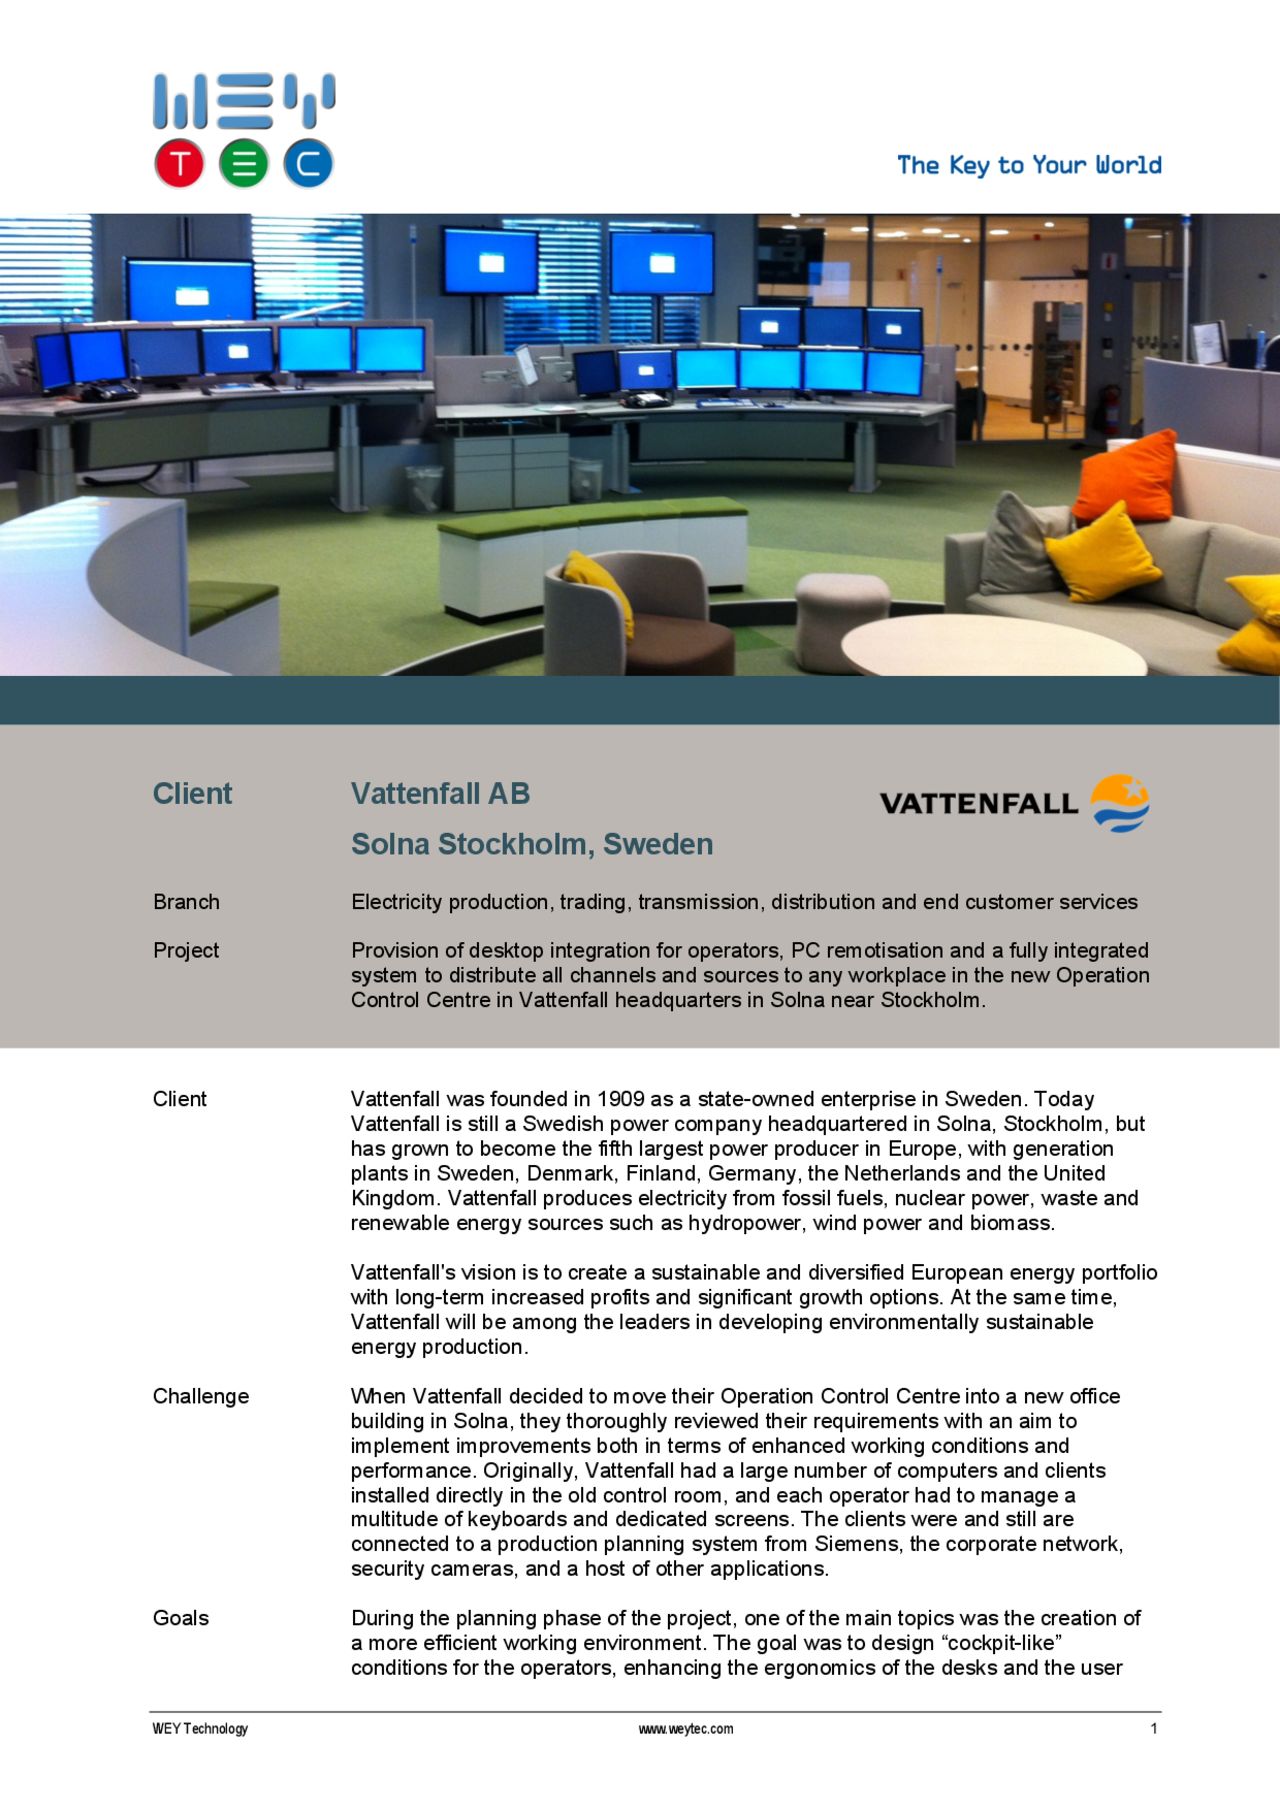 WEY
TEC
The Key to Your World
Client
Vattenfall AB
VATTENFALL
Solna Stockholm, Sweden
Branch
Electricity production, trading, transmission, distribution and end customer services
Project
Provision of desktop integration for operators, PC remotisation and a fully integrated
system to distribute all channels and sources to any workplace in the new Operation
Control Centre in Vattenfall headquarters in Solna near Stockholm.
Client
Vattenfall was founded in 1909 as a state-owned enterprise in Sweden. Today
Vattenfall is still a Swedish power company headquartered in Solna, Stockholm, but
has grown to become the fifth largest power producer in Europe, with generation
plants in Sweden, Denmark, Finland, Germany, the Netherlands and the United
Kingdom. Vattenfall produces electricity from fossil fuels, nuclear power, waste and
renewable energy sources such as hydropower, wind power and biomass.
Vattenfall's vision is to create a sustainable and diversified European energy portfolio
with long-term increased profits and significant growth options. At the same time,
Vattenfall will be among the leaders in developing environmentally sustainable
energy production.
Challenge
When Vattenfall decided to move their Operation Control Centre into a new office
building in Solna, they thoroughly reviewed their requirements with an aim to
implement improvements both in terms of enhanced working conditions and
performance. Originally, Vattenfall had a large number of computers and clients
installed directly in the old control room, and each operator had to manage a
multitude of keyboards and dedicated screens. The clients were and still are
connected to a production planning system from Siemens, the corporate network,
security cameras, and a host of other applications.
Goals
During the planning phase of the project, one of the main topics was the creation of
a more efficient working environment. The goal was to design “cockpit-like”
conditions for the operators, enhancing the ergonomics of the desks and the user
WEY Technology
www.weytec.com
1